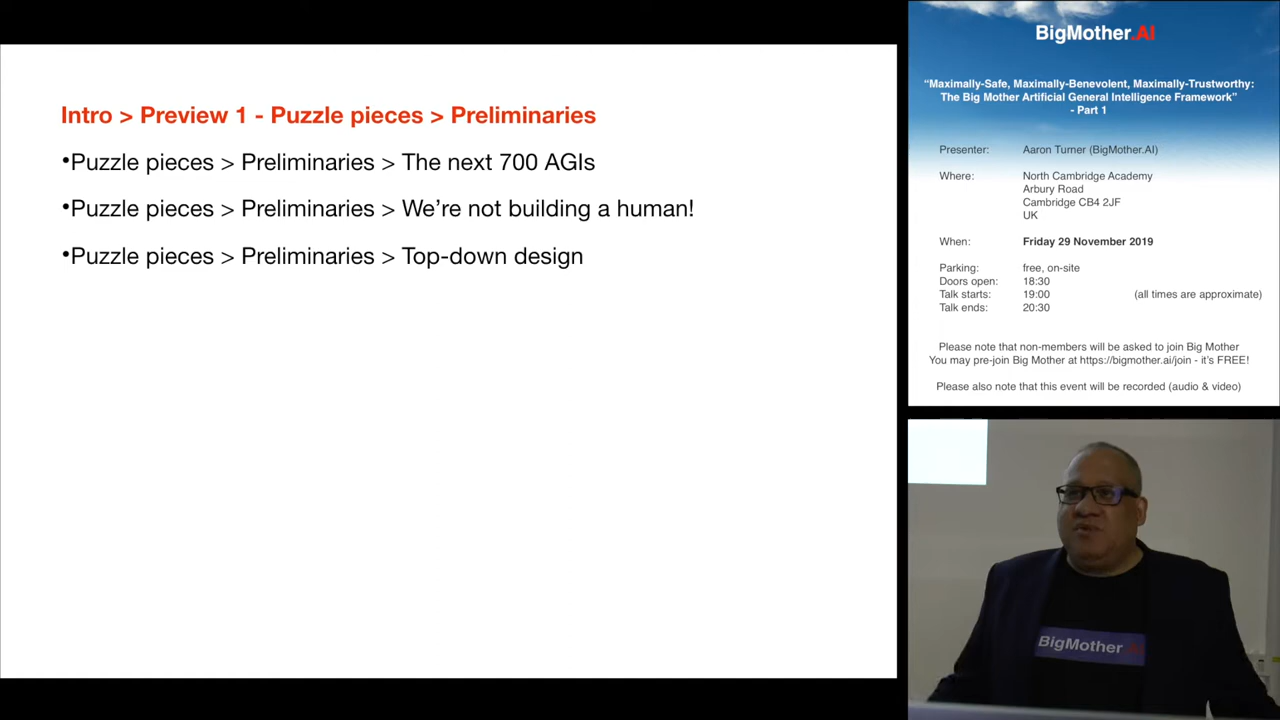 Intro > Preview 1 - Puzzle pieces > Preliminaries
•Puzzle pieces > Preliminaries > The next 700 AGIs
•Puzzle pieces > Preliminaries > We’re not building a human!
•Puzzle pieces > Preliminaries > Top-down design
BigMother.AI
“Maximally-Safe, Maximally-Benevolent, Maximally-Trustworthy:
The Big Mother Artificial General Intelligence Framework”
- Part 1
Presenter: Aaron Turner (BigMother.AI)
Where: North Cambridge Academy
Arbury Road
Cambridge CB4 2JF
UK
When: Friday 29 November 2019
Parking: free, on-site
Doors open: 18:30
Talk starts: 19:00 (all times are approximate)
Talk ends: 20:30
Please note that non-members will be asked to join Big Mother
You may pre-join Big Mother at https://bigmother.ai/join - it’s FREE!
Please also note that this event will be recorded (audio & video)
BigMother.AI